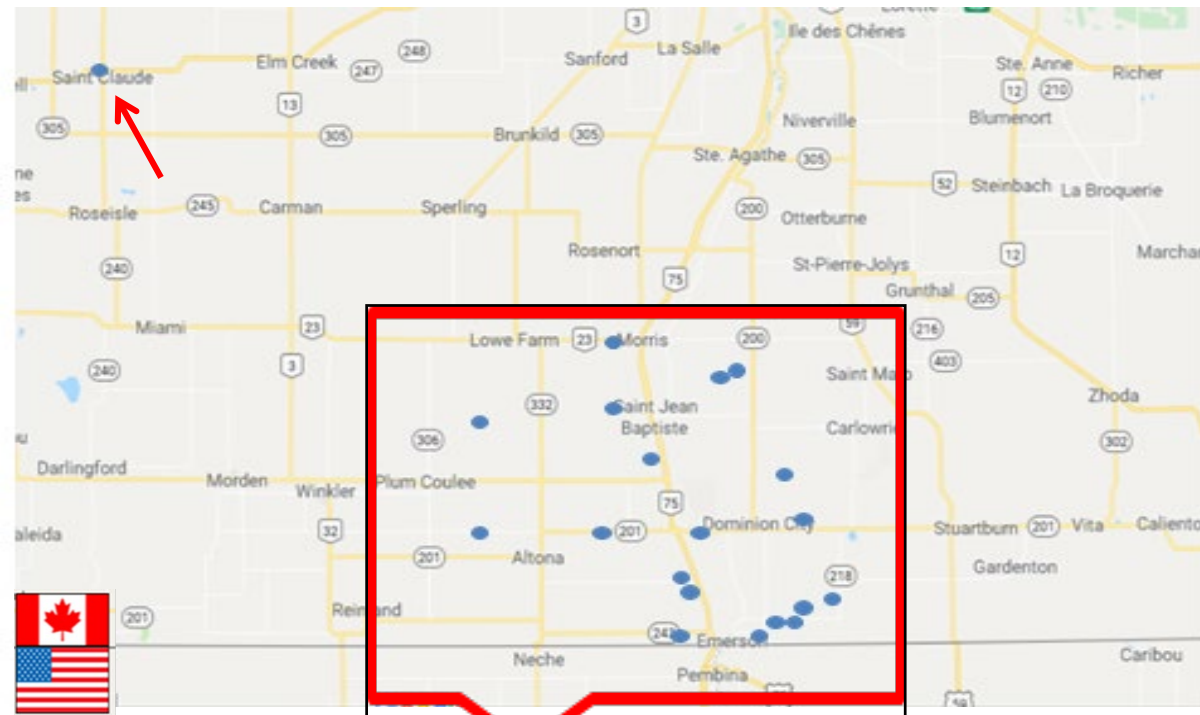 3
Ile des Chênes
248
La Salle
Elm Creek
247
Sanford
Ste. Anne
Richer
Saint Claude
12
210
13
Blumenort
305
305
Brunkild
305
Niverville
Ste. Agathe
305
52
Steinbach
La Broquerie
245
Carman
Sperling
200
Roseisle
Otterburne
Rosenort
12
240
St-Pierre-Jolys
75
Grunthal
205
Miami
23
Lowe Farm
23
Morris
200
59
216
3
403
240
Saint Malo
Zhoda
332
Saint Jean
Baptiste
306
302
Darlingford
Morden
Plum Coulee
Winkler
75
32
201
Dominion City
Stuartburn
201
Vita
201
Altona
Gardenton
218
201
Emerson
Neche
Caribou
Pembina
59